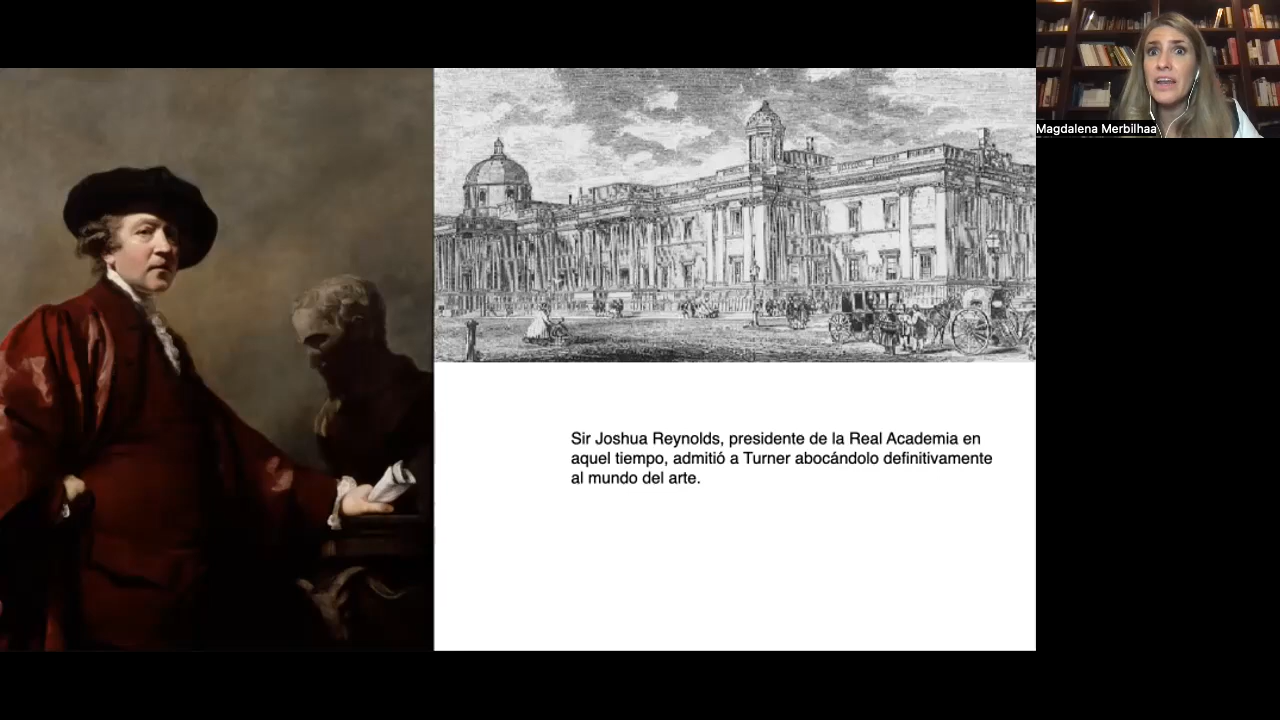 Magdalena Merbilhaa
Sir Joshua Reynolds, presidente de la Real Academia en
aquel tiempo, admitió a Turner abocándolo definitivamente
al mundo del arte.